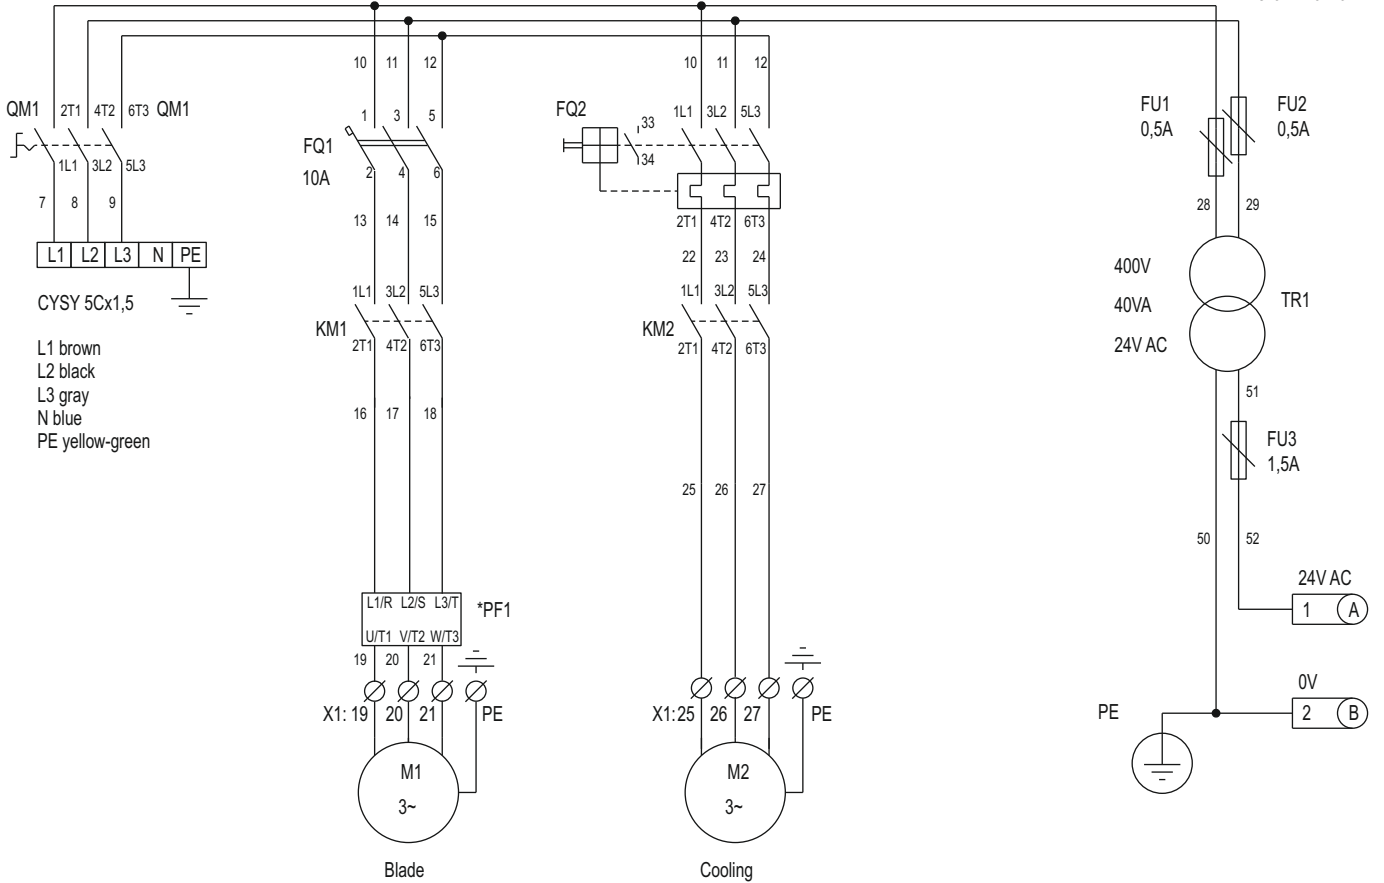 10 11 12
10 11 12
QM1 2T1 4T2 6T3 QM1
1L1 3L2 5L3
7 8 9
L1 L2 L3 N PE
CYSY 5Cx1,5
L1 brown
L2 black
L3 gray
N blue
PE yellow-green
1 3 5
FQ1
10A
2 4 6
13 14 15
1L1 3L2 5L3
KM1
2T1 4T2 6T3
16 17 18
L1/R L2/S L3/T
*PF1
U/T1 V/T2 W/T3
19 20 21
X1: 19 20 21 PE
M1
3~
Blade
FQ2
33
34
1L1 3L2 5L3
2T1 4T2 6T3
22 23 24
1L1 3L2 5L3
KM2
2T1 4T2 6T3
25 26 27
X1: 25 26 27 PE
M2
3~
Cooling
FU1
0,5A
FU2
0,5A
28 29
400V
40VA
24V AC
TR1
51
FU3
1,5A
50 52
24V AC
1 A
0V
2 B
PE